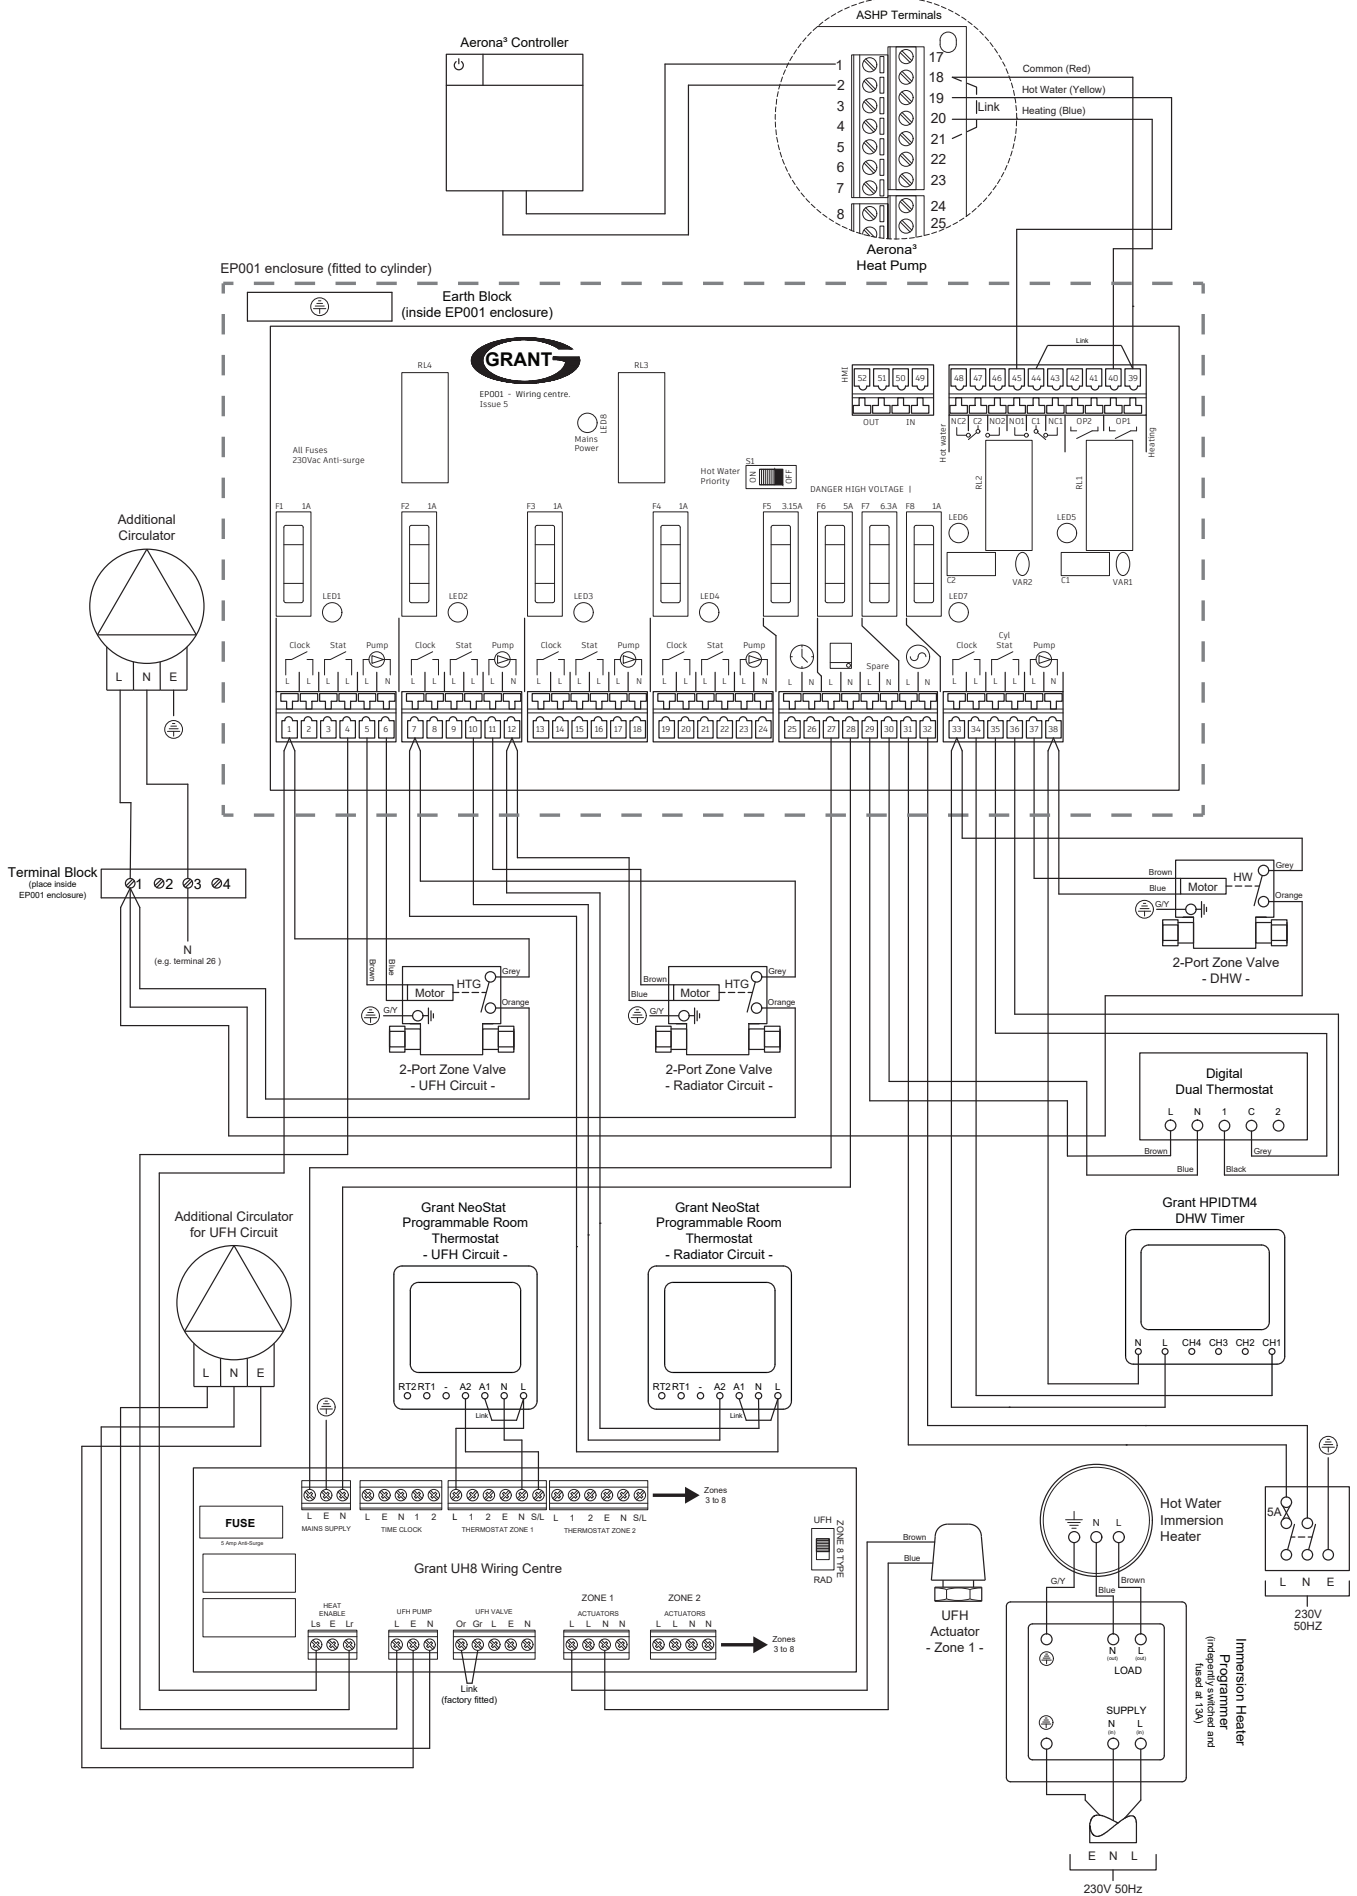 ASHP Terminals
Aerona³ Controller
1
2
3
4
5
6
7
8
17
18
19
20
21
22
23
24
25
Link
Common (Red)
Hot Water (Yellow)
Heating (Blue)
Aerona³
Heat Pump
EP001 enclosure (fitted to cylinder)
Earth Block
(inside EP001 enclosure)
GRANT
EP001 - Wiring centre.
Issue 5
RL4
RL3
LED8
Mains
Power
All Fuses
230Vac Anti-surge
HMI
52 51 50 49
OUT IN
Link
48 47 46 45 44 43 42 41 40 39
NC2 C2 NO2 NO1 C1 NC1 OP2 OP1
Hot water
Heating
S1
Hot Water
Priority
ON
OFF
DANGER HIGH VOLTAGE !
RL2
RL1
F1 1A
F2 1A
F3 1A
F4 1A
F5 3.15A
F6 5A
F7 6.3A
F8 1A
LED6
LED5
C2
VAR2
C1
VAR1
LED1
LED2
LED3
LED4
LED7
Clock Stat Pump
Clock Stat Pump
Clock Stat Pump
Clock Stat Pump
Spare
Clock
Cyl
Stat
Pump
L L L L L N
L L L L L N
L L L L L N
L L L L L N
L N L N L N L N
L L L L L N
1 2 3 4 5 6
7 8 9 10 11 12
13 14 15 16 17 18
19 20 21 22 23 24
25 26 27 28 29 30 31 32
33 34 35 36 37 38
Additional
Circulator
L N E
Terminal Block
(place inside
EP001 enclosure)
1 2 3 4
N
(e.g. terminal 26 )
Brown
Blue
Grey
HTG
Motor
Orange
G/Y
2-Port Zone Valve
- UFH Circuit -
Brown
Blue
Grey
HTG
Motor
Orange
G/Y
2-Port Zone Valve
- Radiator Circuit -
Grey
Brown
Blue
HW
Motor
Orange
G/Y
2-Port Zone Valve
- DHW -
Digital
Dual Thermostat
L N 1 C 2
Brown
Blue
Black
Grey
Additional Circulator
for UFH Circuit
L N E
Grant NeoStat
Programmable Room
Thermostat
- UFH Circuit -
RT2 RT1 - A2 A1 N L
Link
Grant NeoStat
Programmable Room
Thermostat
- Radiator Circuit -
RT2 RT1 - A2 A1 N L
Link
Grant HPIDTM4
DHW Timer
N L CH4 CH3 CH2 CH1
FUSE
5 Amp Anti-Surge
L E N
MAINS SUPPLY
L E N 1 2
TIME CLOCK
L 1 2 E N S/L
THERMOSTAT ZONE 1
L 1 2 E N S/L
THERMOSTAT ZONE 2
Zones
3 to 8
UFH
RAD
ZONE 8 TYPE
Grant UH8 Wiring Centre
HEAT
ENABLE
Ls E Lr
UFH PUMP
L E N
UFH VALVE
Or Gr L E N
Link
(factory fitted)
ZONE 1
ACTUATORS
L L N N
ZONE 2
ACTUATORS
L L N N
Zones
3 to 8
Brown
Blue
UFH
Actuator
- Zone 1 -
Hot Water
Immersion
Heater
N L
G/Y
Blue
Brown
N
(out)
L
(out)
LOAD
SUPPLY
N
(in)
L
(in)
Immersion Heater
Programmer
(indepently switched and
fused at 13A)
E N L
230V 50Hz
5A
L N E
230V
50HZ